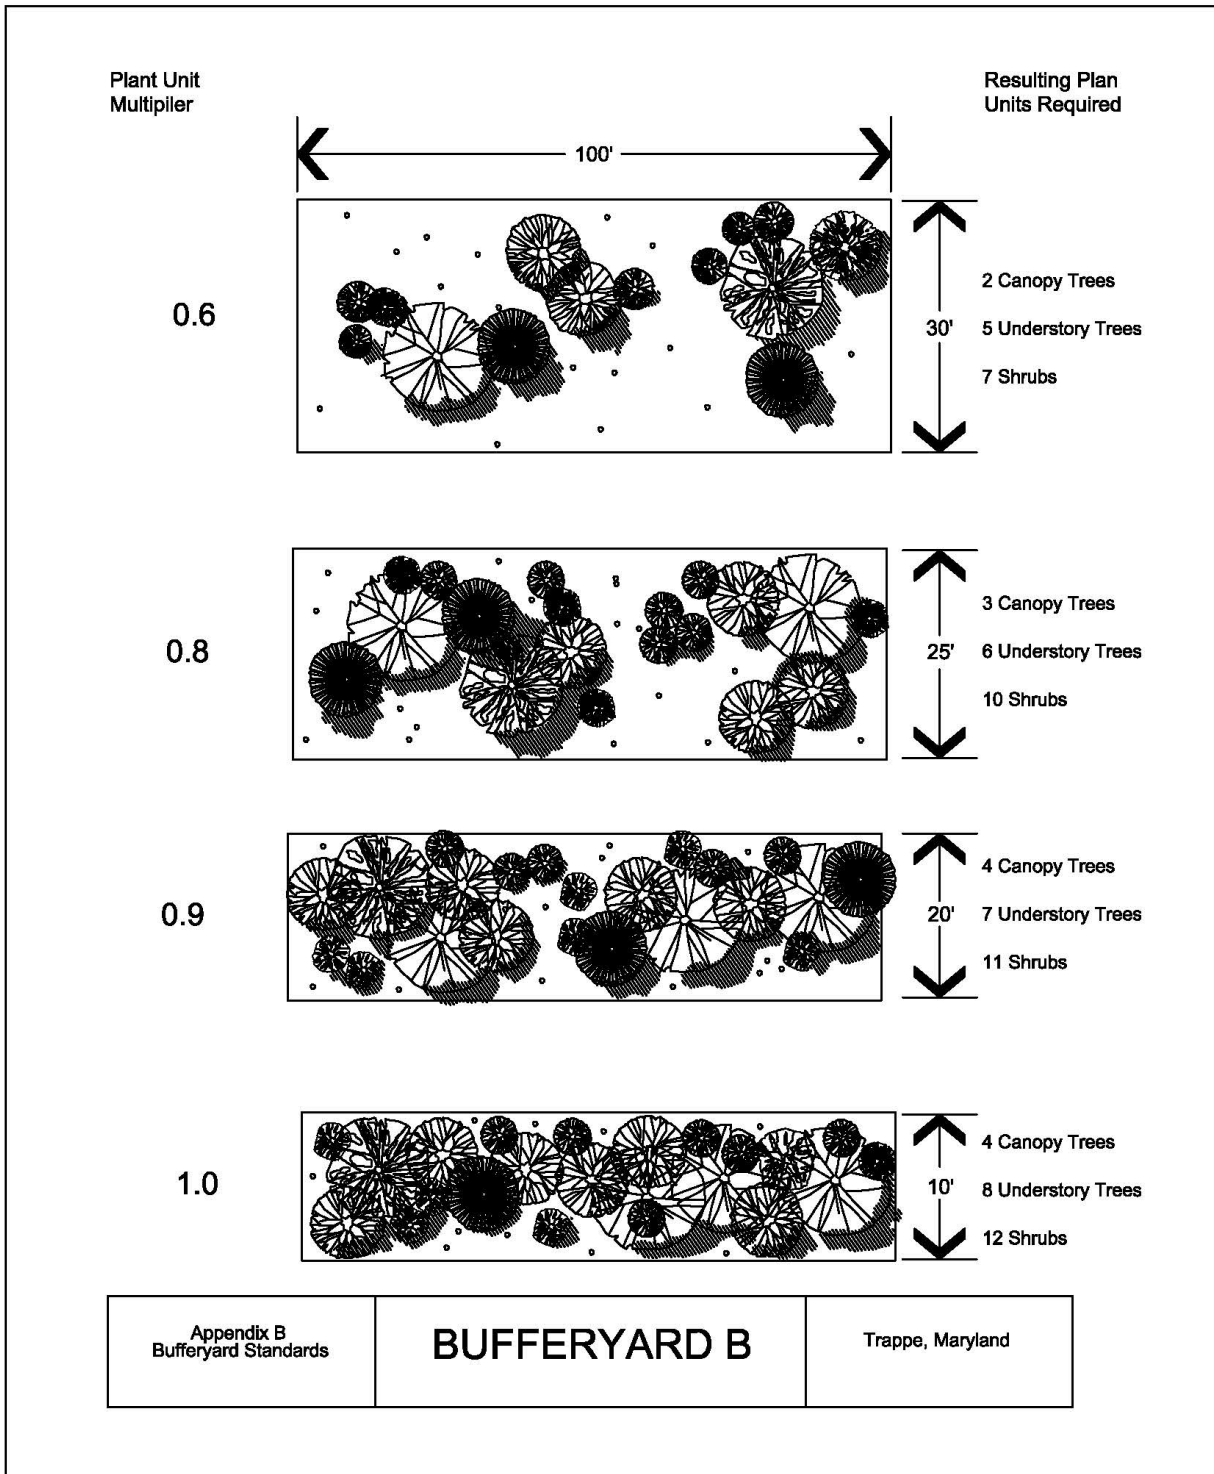 Plant Unit
Multipiler
Resulting Plan
Units Required
100'
0.6
30'
2 Canopy Trees
5 Understory Trees
7 Shrubs
0.8
25'
3 Canopy Trees
6 Understory Trees
10 Shrubs
0.9
20'
4 Canopy Trees
7 Understory Trees
11 Shrubs
1.0
10'
4 Canopy Trees
8 Understory Trees
12 Shrubs
Appendix B
Bufferyard Standards
BUFFERYARD B
Trappe, Maryland